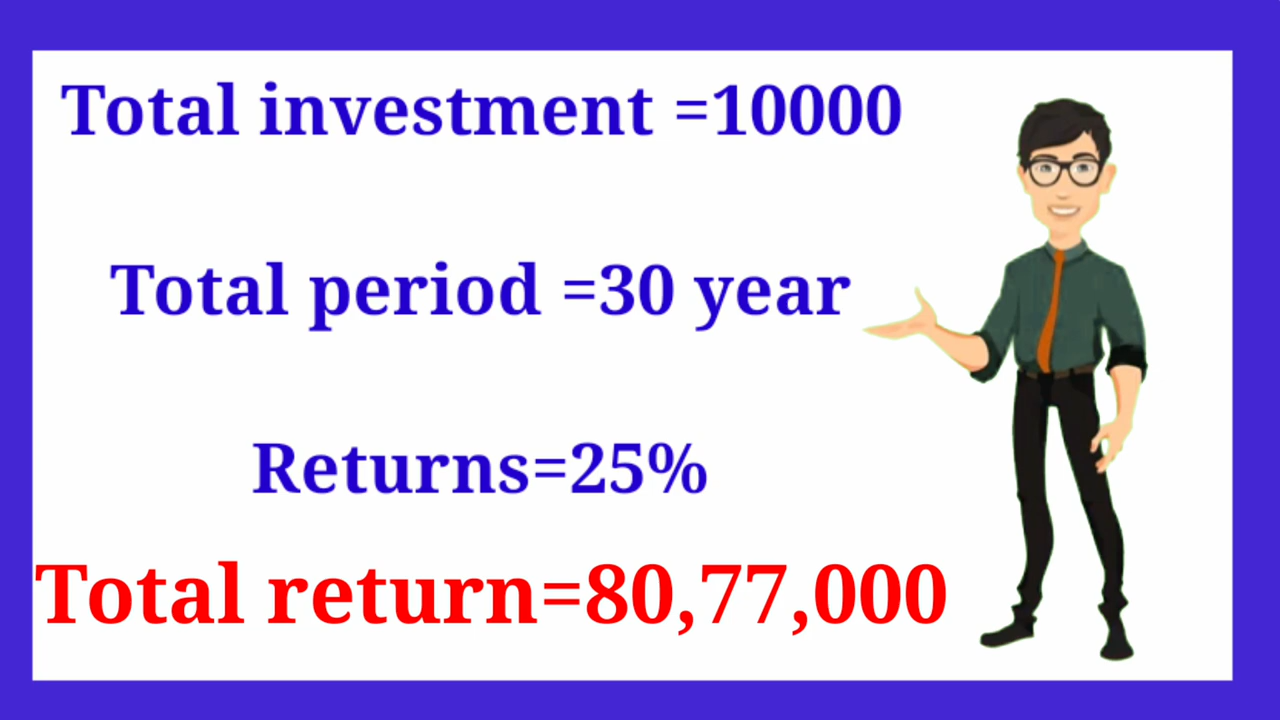 Total investment =10000
Total period =30 year
Returns=25%
Total return=80,77,000